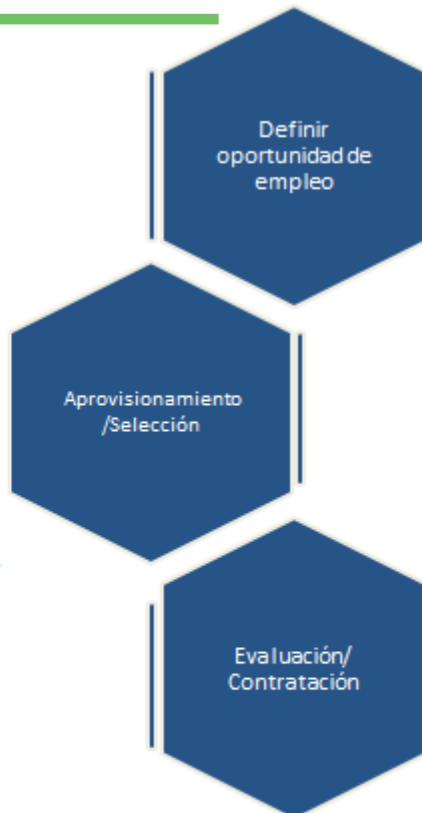 Definir
oportunidad de
empleo
Aprovisionamiento
/Selección
Evaluación/
Contratación